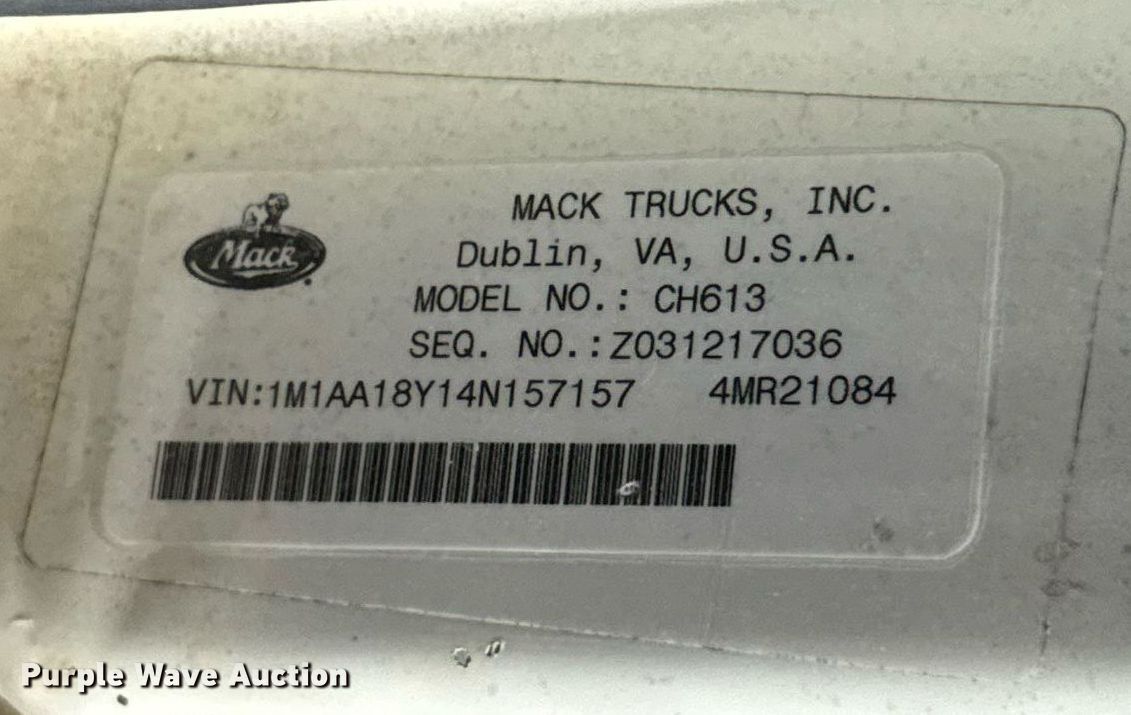 Mack
MACK TRUCKS, INC.
Dublin, VA, U.S.A.
MODEL NO.: CH613
SEQ. NO.:Z031217036
VIN:1M1AA18Y14N157157 4MR21084
Purple Wave Auction